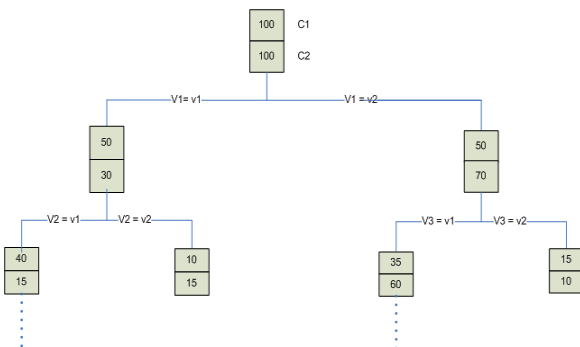 100 C1
100 C2
V1= v1 V1 = v2
50 50
30 70
V2 = v1 V2 = v2 V3 = v1 V3 = v2
40 10 35 15
15 15 60 10